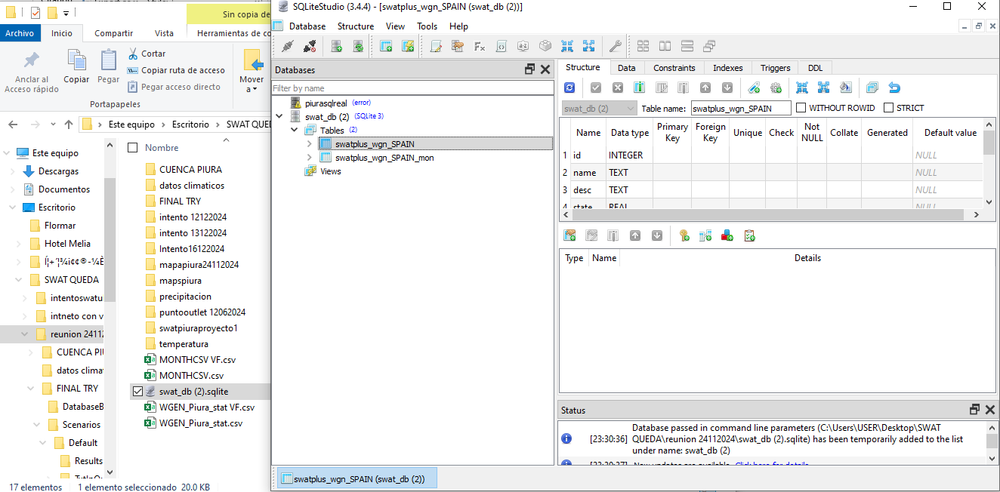 Sin copia de
Archivo
Inicio
Compartir
Vista
Herramientas de co
Anclar al
Acceso rápido
Copiar
Pegar
Cortar
Copiar ruta de acceso
Pegar acceso directo
Mover
a
Portapapeles
Este equipo
Escritorio
SWAT QUED
Este equipo
Descargas
Documentos
Escritorio
Flormar
Hotel Melia
SWAT QUEDA
intentoswatu
intneto con v
reunion 24112
CUENCA PIU
datos climat
FINAL TRY
DatabaseB
Scenarios
Default
Results
Nombre
CUENCA PIURA
datos climaticos
FINAL TRY
intento 12122024
intento 13122024
Intento16122024
mapapiura24112024
mapspiura
precipitacion
puntooutlet 12062024
swatpiuraproyecto1
temperatura
MONTHCSV VF.csv
MONTHCSV.csv
swat_db (2).sqlite
WGEN_Piura_stat VF.csv
WGEN_Piura_stat.csv
17 elementos
1 elemento seleccionado 20.0 KB
SQLiteStudio (3.4.4) - [swatplus_wgn_SPAIN (swat_db (2))]
Database Structure View Tools Help
Databases
Filter by name
piurasqlreal (error)
swat_db (2) (SQLite 3)
Tables (2)
swatplus_wgn_SPAIN
swatplus_wgn_SPAIN_mon
Views
Structure Data Constraints Indexes Triggers DDL
swat_db (2) Table name: swatplus_wgn_SPAIN WITHOUT ROWID STRICT
Name Data type Primary Key Foreign Key Unique Check Not NULL Collate Generated Default value
1 id INTEGER NULL
2 name TEXT NULL
3 desc TEXT NULL
4 state REAL NULL
Type Name Details
Status
[23:30:36] Database passed in command line parameters (C:\Users\USER\Desktop\SWAT
QUEDA\reunion 24112024\swat_db (2).sqlite) has been temporarily added to the list
under name: swat_db (2)
[23:30:37] New updates are available. Click here for details.
swatplus_wgn_SPAIN (swat_db (2))